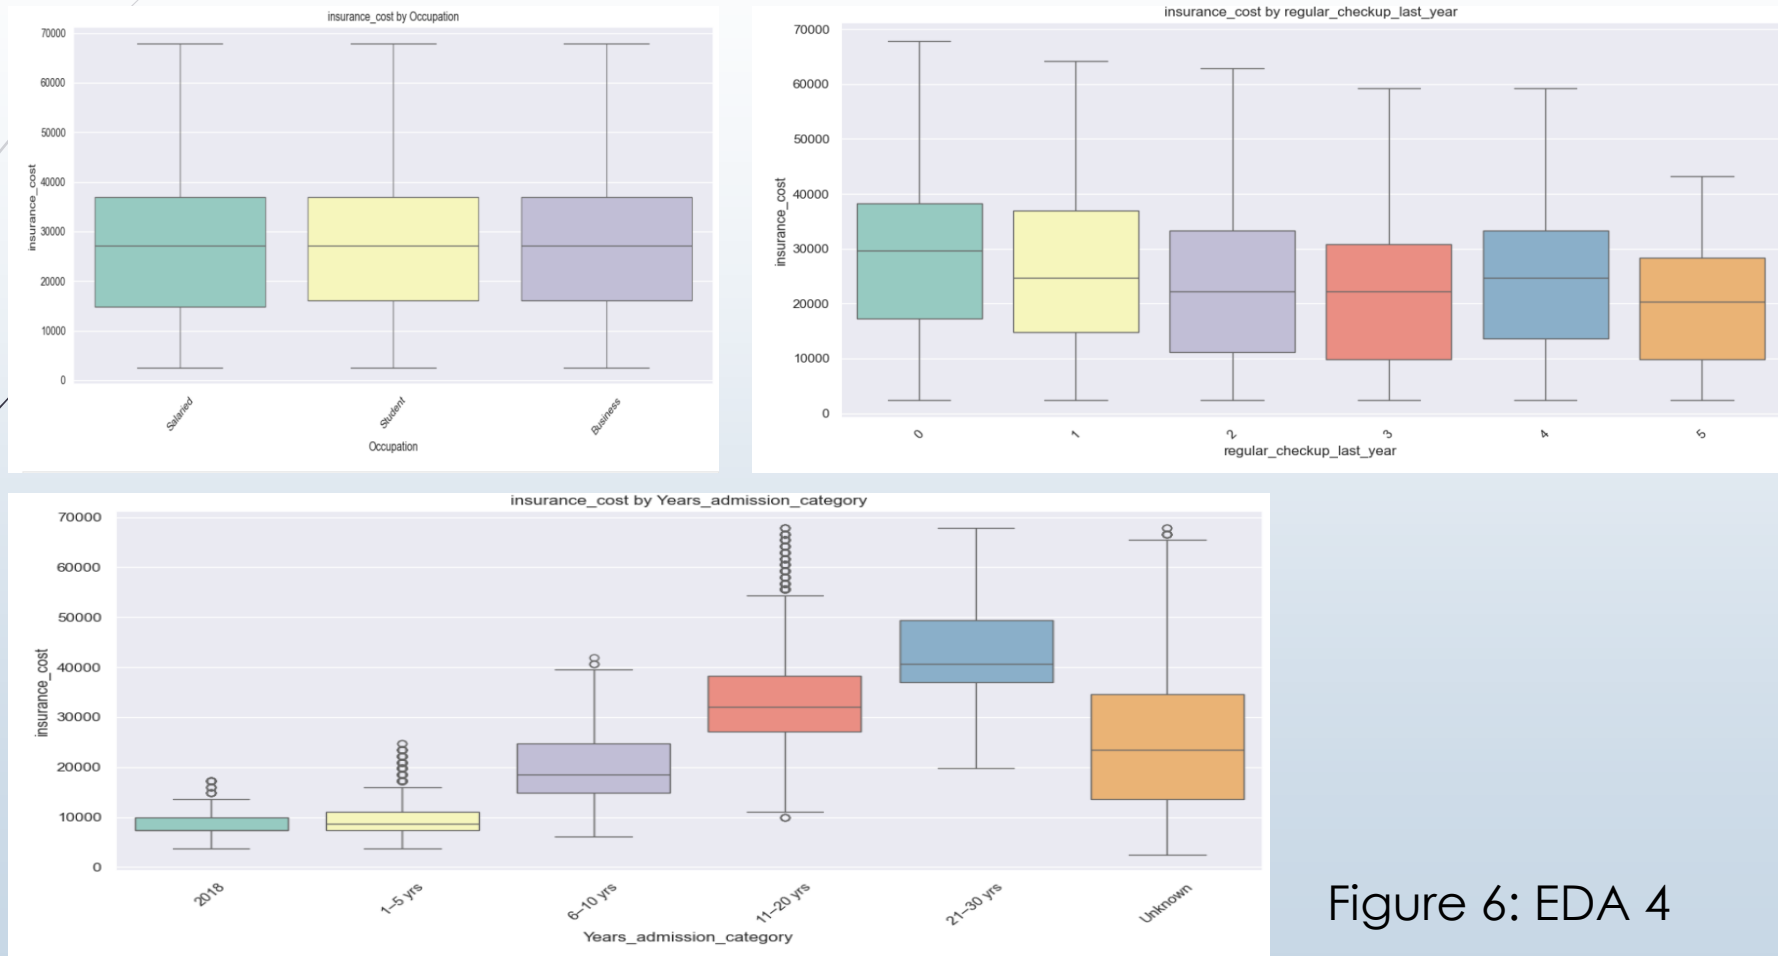 insurance_cost by Occupation
70000
60000
50000
40000
30000
20000
10000
0
insurance_cost
Salaried
Student
Business
Occupation
insurance_cost by regular_checkup_last_year
70000
60000
50000
40000
30000
20000
10000
0
insurance_cost
0
1
2
3
4
5
regular_checkup_last_year
insurance_cost by Years_admission_category
70000
60000
50000
40000
30000
20000
10000
0
insurance_cost
2018
1–5 yrs
6–10 yrs
11–20 yrs
21–30 yrs
Unknown
Years_admission_category
Figure 6: EDA 4